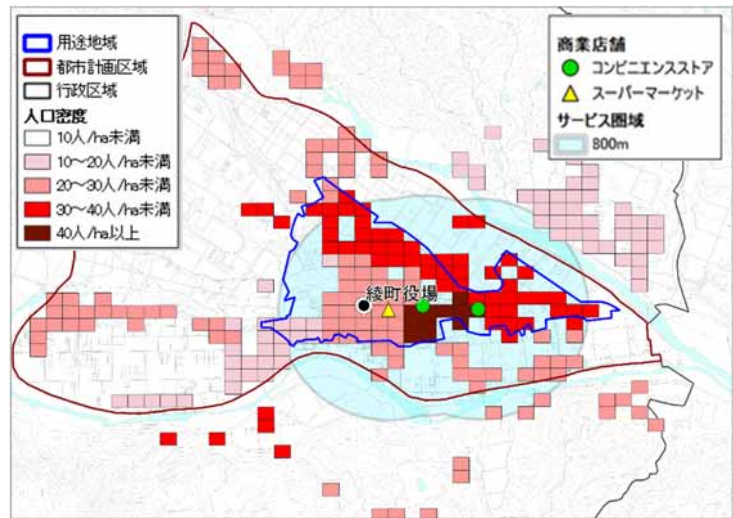 用途地域
都市計画区域
行政区域
人口密度
10人/ha未満
10～20人/ha未満
20～30人/ha未満
30～40人/ha未満
40人/ha以上
商業店舗
コンビニエンスストア
スーパーマーケット
サービス圏域
800m
綾町役場